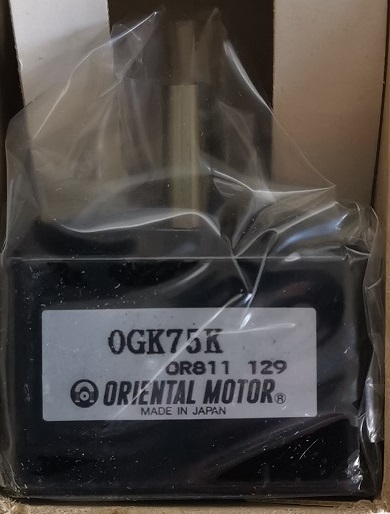 0GK75K
OR811 129
ORIENTAL MOTOR®
MADE IN JAPAN